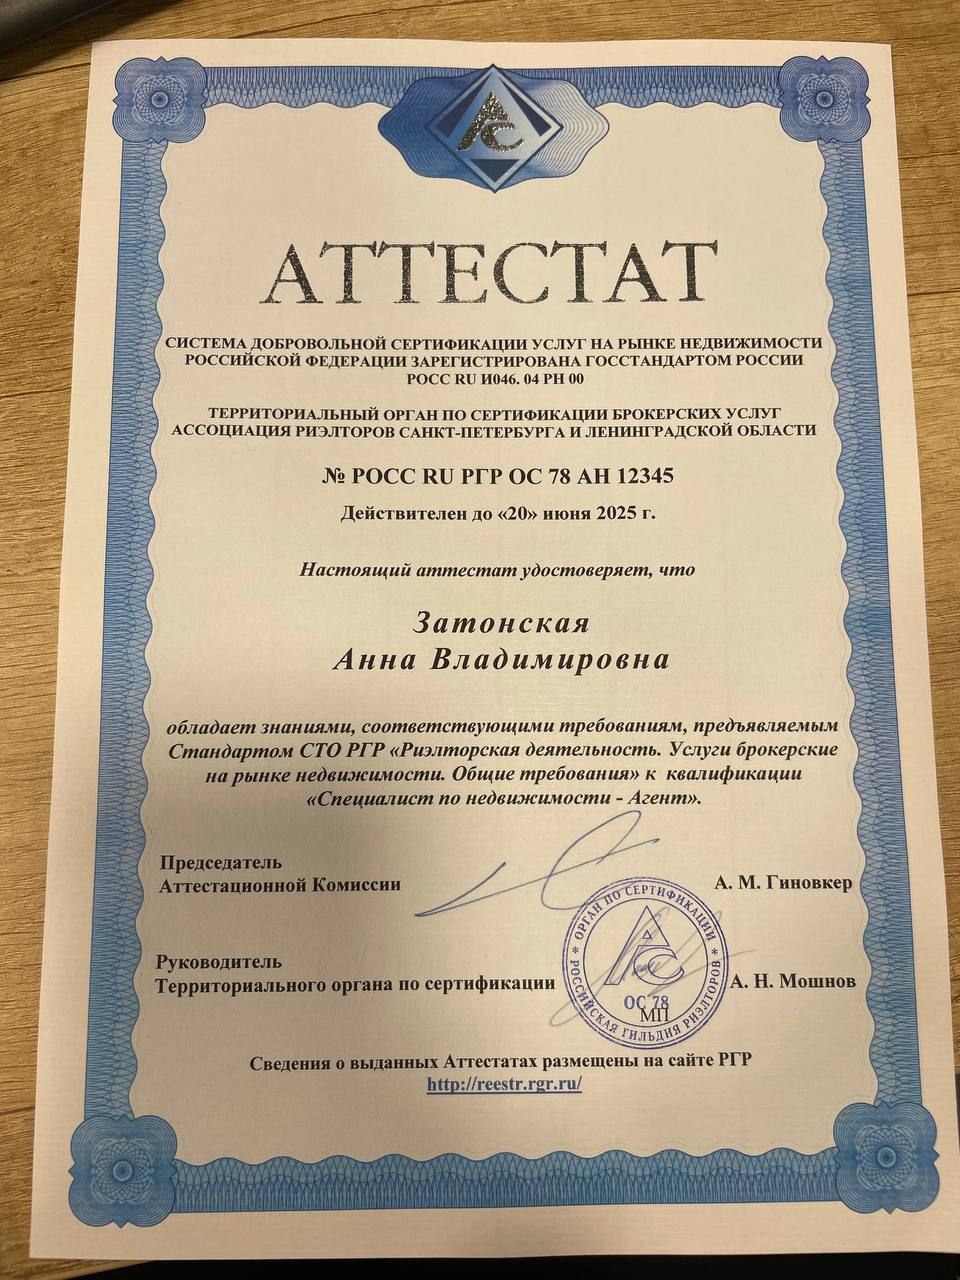 АТТЕСТАТ
СИСТЕМА ДОБРОВОЛЬНОЙ СЕРТИФИКАЦИИ УСЛУГ НА РЫНКЕ НЕДВИЖИМОСТИ
РОССИЙСКОЙ ФЕДЕРАЦИИ ЗАРЕГИСТРИРОВАНА ГОССТАНДАРТОМ РОССИИ
РОСС RU И046. 04 РН 00
ТЕРРИТОРИАЛЬНЫЙ ОРГАН ПО СЕРТИФИКАЦИИ БРОКЕРСКИХ УСЛУГ
АССОЦИАЦИЯ РИЭЛТОРОВ САНКТ-ПЕТЕРБУРГА И ЛЕНИНГРАДСКОЙ ОБЛАСТИ
№ РОСС RU РГР ОС 78 АН 12345
Действителен до «20» июня 2025 г.
Настоящий аттестат удостоверяет, что
Затонская
Анна Владимировна
обладает знаниями, соответствующими требованиям, предъявляемым
Стандартом СТО РГР «Риэлторская деятельность. Услуги брокерские
на рынке недвижимости. Общие требования» к квалификации
«Специалист по недвижимости - Агент».
Председатель
Аттестационной Комиссии
А. М. Гиновкер
Руководитель
Территориального органа по сертификации
А. Н. Мошнов
* ОРГАН ПО СЕРТИФИКАЦИИ *
РОССИЙСКАЯ ГИЛЬДИЯ РИЭЛТОРОВ
ОС 78
МП
Сведения о выданных Аттестатах размещены на сайте РГР
http://reestr.rgr.ru/